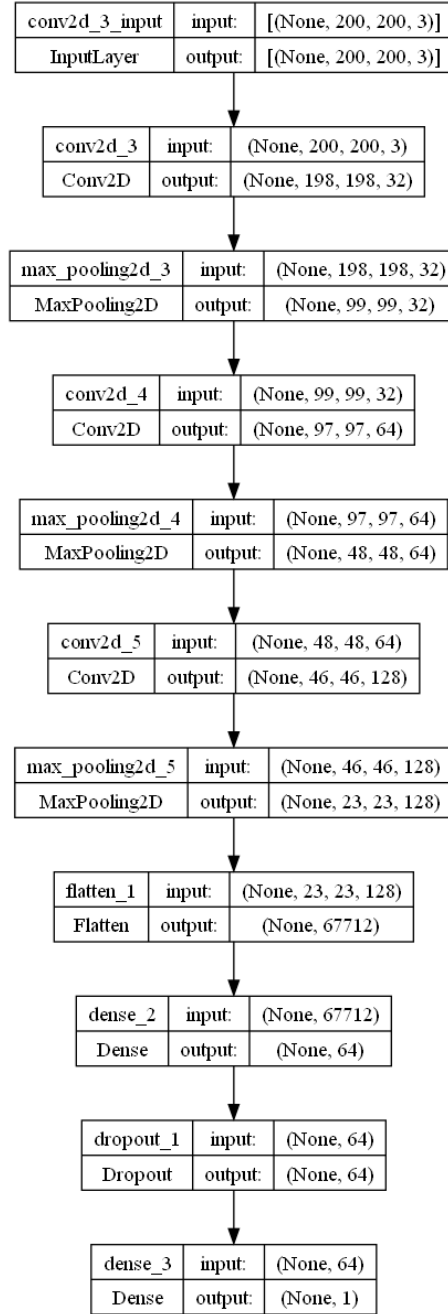 conv2d_3_input input: [(None, 200, 200, 3)]
InputLayer output: [(None, 200, 200, 3)]
conv2d_3 input: (None, 200, 200, 3)
Conv2D output: (None, 198, 198, 32)
max_pooling2d_3 input: (None, 198, 198, 32)
MaxPooling2D output: (None, 99, 99, 32)
conv2d_4 input: (None, 99, 99, 32)
Conv2D output: (None, 97, 97, 64)
max_pooling2d_4 input: (None, 97, 97, 64)
MaxPooling2D output: (None, 48, 48, 64)
conv2d_5 input: (None, 48, 48, 64)
Conv2D output: (None, 46, 46, 128)
max_pooling2d_5 input: (None, 46, 46, 128)
MaxPooling2D output: (None, 23, 23, 128)
flatten_1 input: (None, 23, 23, 128)
Flatten output: (None, 67712)
dense_2 input: (None, 67712)
Dense output: (None, 64)
dropout_1 input: (None, 64)
Dropout output: (None, 64)
dense_3 input: (None, 64)
Dense output: (None, 1)